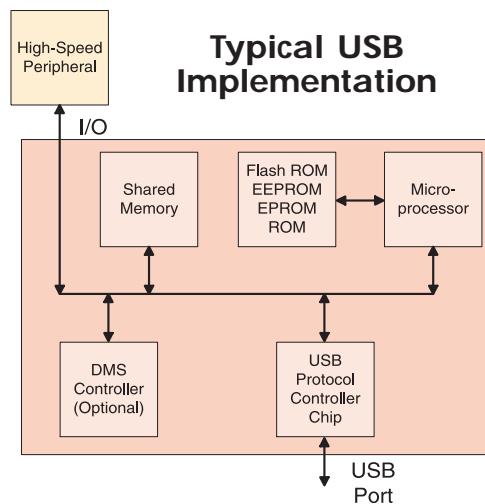 Typical USB
Implementation
High-Speed
Peripheral
I/O
Shared
Memory
Flash ROM
EEPROM
EPROM
ROM
Micro-
processor
DMS
Controller
(Optional)
USB
Protocol
Controller
Chip
USB
Port